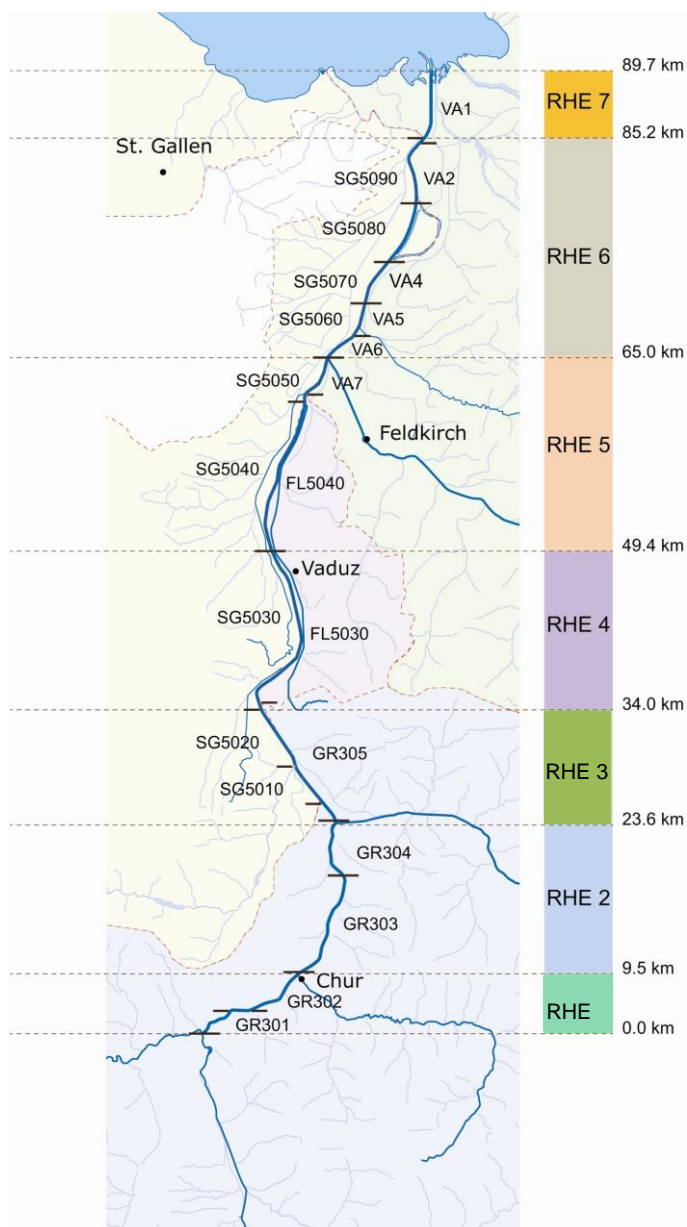 89.7 km
RHE 7
VA1
85.2 km
St. Gallen
SG5090
VA2
SG5080
RHE 6
SG5070
VA4
SG5060
VA5
VA6
65.0 km
SG5050
VA7
Feldkirch
RHE 5
SG5040
FL5040
49.4 km
Vaduz
SG5030
FL5030
RHE 4
34.0 km
SG5020
GR305
RHE 3
SG5010
23.6 km
GR304
RHE 2
GR303
9.5 km
Chur
GR302
RHE
GR301
0.0 km